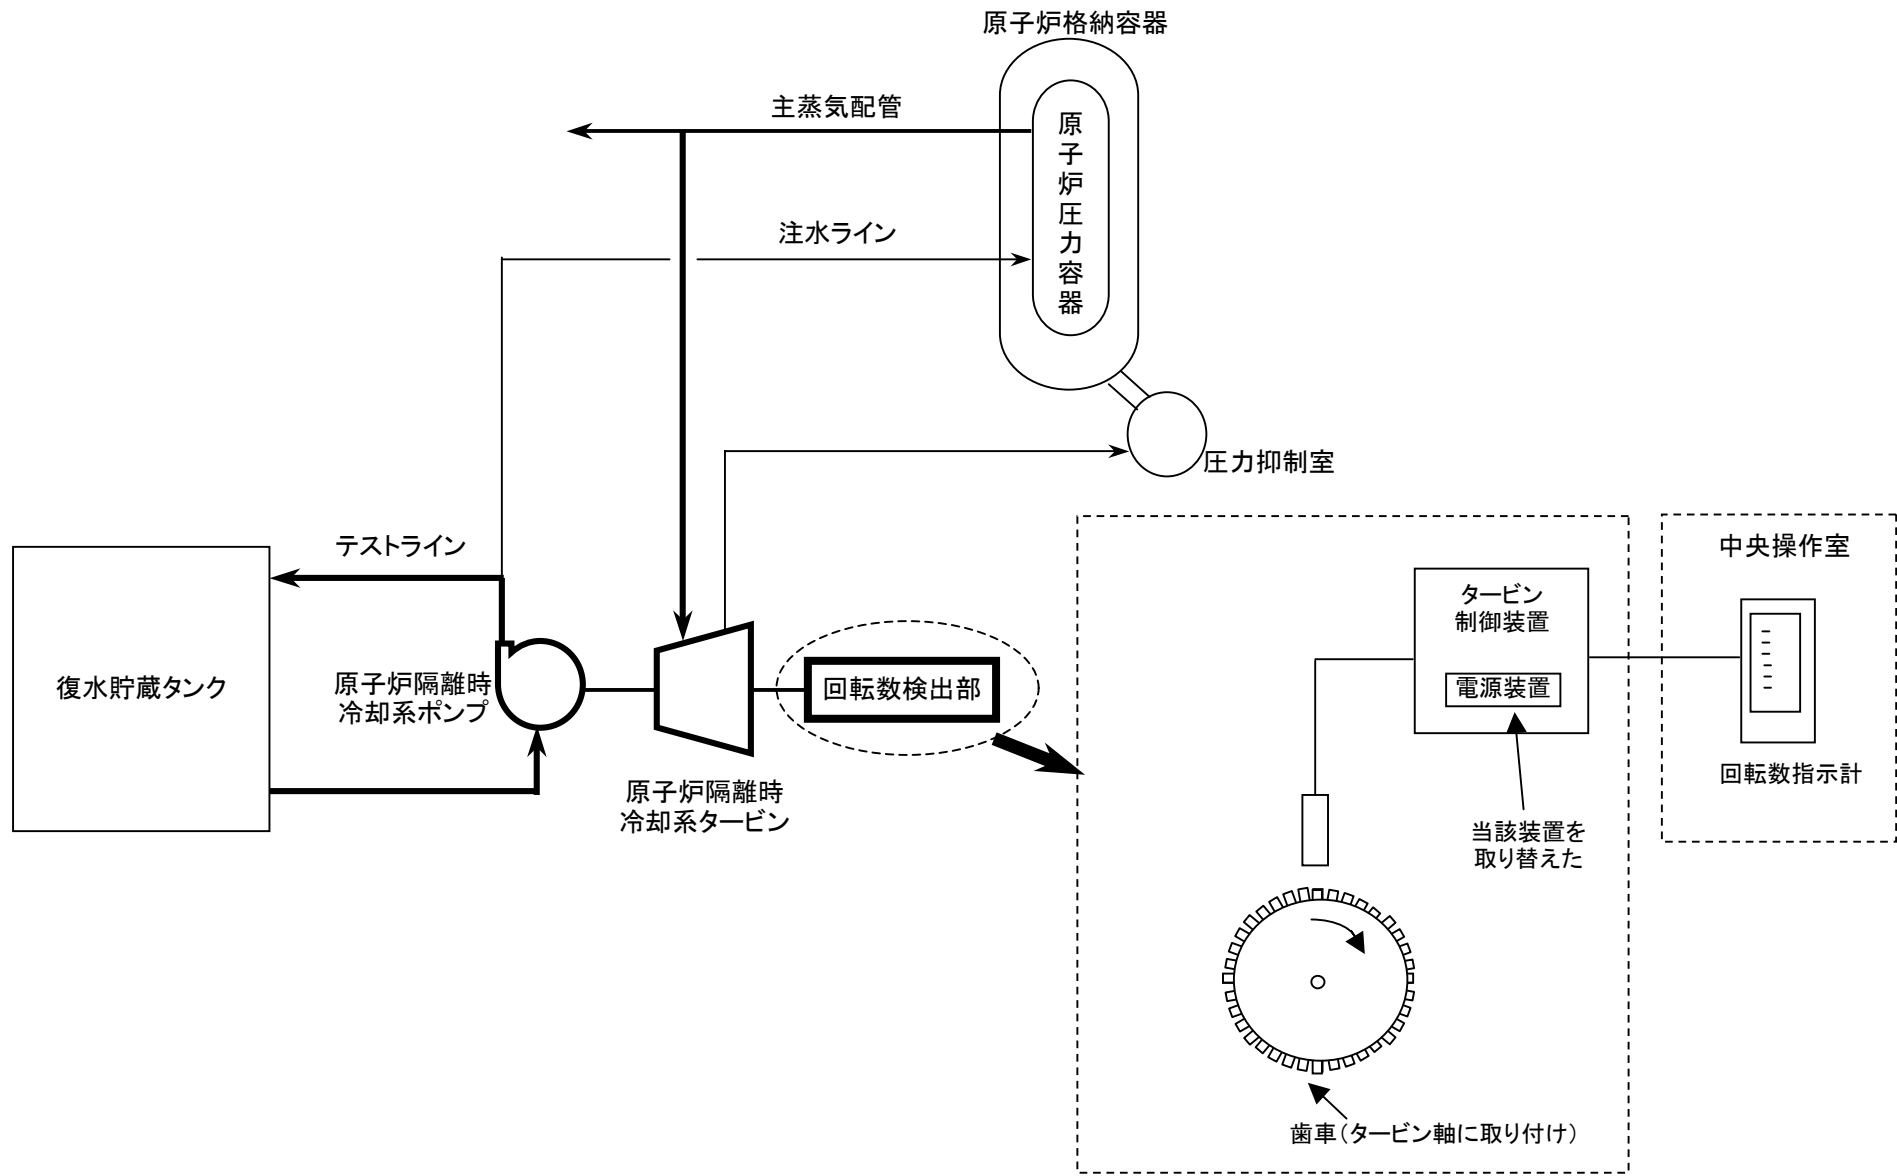 原子炉格納容器
主蒸気配管
原子炉圧力容器
注水ライン
圧力抑制室
テストライン
復水貯蔵タンク
原子炉隔離時
冷却系ポンプ
回転数検出部
原子炉隔離時
冷却系タービン
タービン
制御装置
電源装置
当該装置を
取り替えた
中央操作室
回転数指示計
歯車(タービン軸に取り付け)